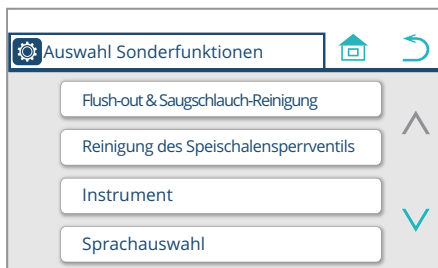 Auswahl Sonderfunktionen
Flush-out & Saugschlauch-Reinigung
Reinigung des Speischalensperrventils
Instrument
Sprachauswahl